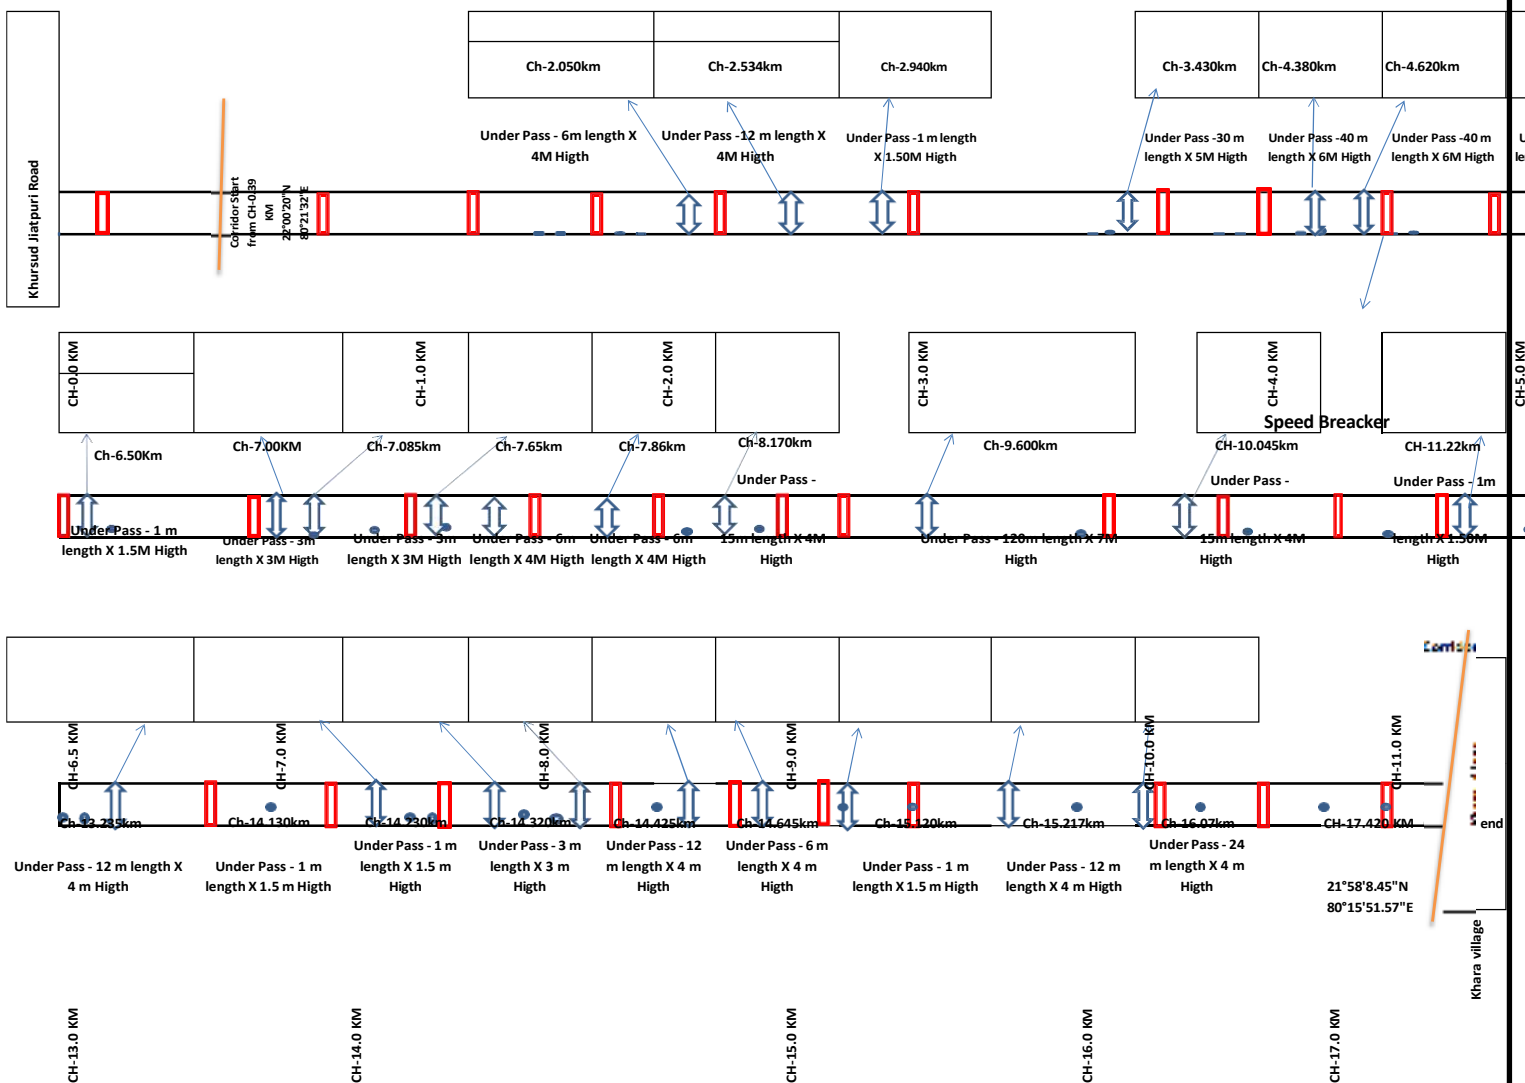 Ch-2.050km
Ch-2.534km
Ch-2.940km
Ch-3.430km
Ch-4.380km
Ch-4.620km
Under Pass - 6m length X
4M Higth
Under Pass -12 m length X
4M Higth
Under Pass -1 m length
X 1.50M Higth
Under Pass -30 m
length X 5M Higth
Under Pass -40 m
length X 6M Higth
Under Pass -40 m
length X 6M Higth
Khursud Jiatpuri Road
Corridor Start
from CH-0.39
KM
22°00'20"N
80°21'32"E
CH-0.0 KM
CH-1.0 KM
CH-2.0 KM
CH-3.0 KM
CH-4.0 KM
CH-5.0 KM
Speed Breacker
Ch-6.50Km
Ch-7.00KM
Ch-7.085km
Ch-7.65km
Ch-7.86km
Ch-8.170km
Ch-9.600km
CH-10.045km
CH-11.22km
Under Pass - 1 m
length X 1.5M Higth
Under Pass - 3m
length X 3M Higth
Under Pass - 3m
length X 3M Higth
Under Pass - 6m
length X 4M Higth
Under Pass - 6m
length X 4M Higth
Under Pass -
15m length X 4M
Higth
Under Pass - 120m length X 7M
Higth
Under Pass -
15m length X 4M
Higth
Under Pass - 1m
length X 1.50M
Higth
CH-6.5 KM
CH-7.0 KM
CH-8.0 KM
CH-9.0 KM
CH-10.0 KM
CH-11.0 KM
Ch-13.235km
Ch-14.130km
Ch-14.230km
Ch-14.320km
Ch-14.425km
Ch-14.645km
Ch-15.120km
Ch-15.217km
Ch-16.07km
CH-17.420 KM
end
Under Pass - 12 m length X
4 m Higth
Under Pass - 1 m
length X 1.5 m Higth
Under Pass - 1 m
length X 1.5 m
Higth
Under Pass - 3 m
length X 3 m
Higth
Under Pass - 12
m length X 4 m
Higth
Under Pass - 6 m
length X 4 m
Higth
Under Pass - 1 m
length X 1.5 m Higth
Under Pass - 12 m
length X 4 m Higth
Under Pass - 24
m length X 4 m
Higth
21°58'8.45"N
80°15'51.57"E
Khara village
CH-13.0 KM
CH-14.0 KM
CH-15.0 KM
CH-16.0 KM
CH-17.0 KM